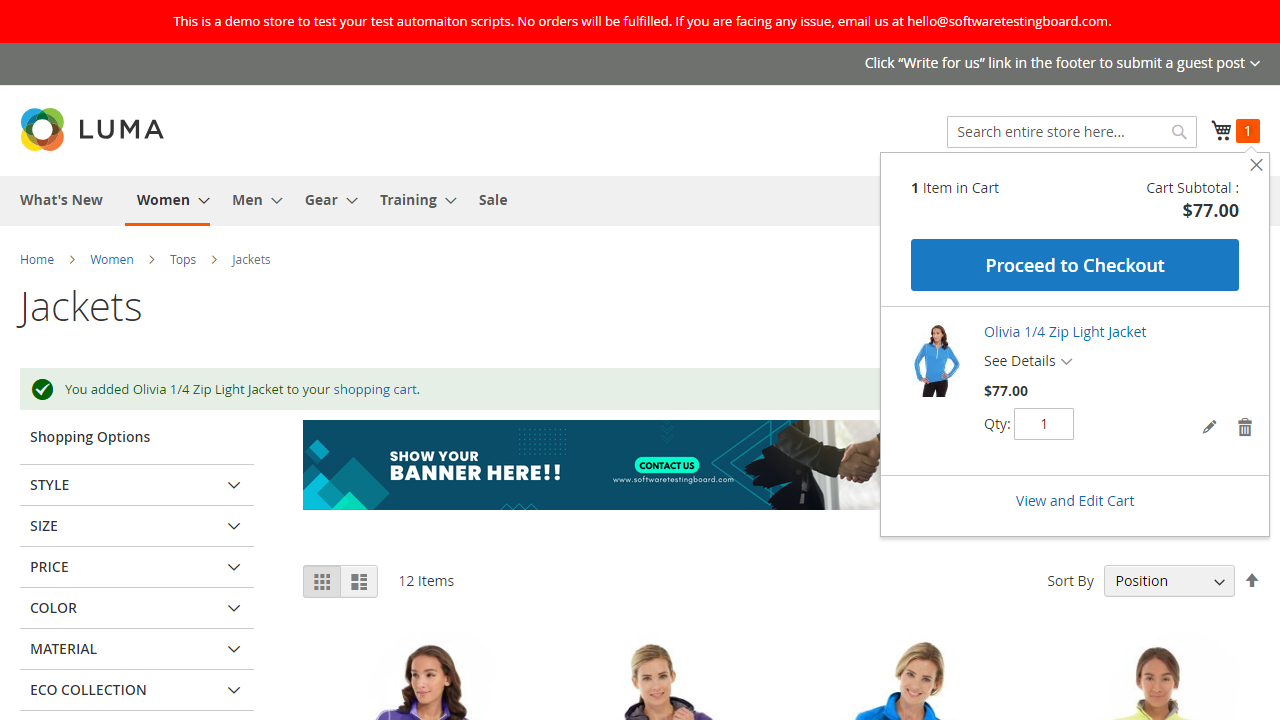 This is a demo store to test your test automaiton scripts. No orders will be fulfilled. If you are facing any issue, email us at hello@softwaretestingboard.com.
Click “Write for us” link in the footer to submit a guest post
LUMA
Search entire store here...
1
What's New
Women
Men
Gear
Training
Sale
1 Item in Cart
Cart Subtotal :
$77.00
Proceed to Checkout
Olivia 1/4 Zip Light Jacket
See Details
$77.00
Qty: 1
View and Edit Cart
Home
Women
Tops
Jackets
Jackets
You added Olivia 1/4 Zip Light Jacket to your shopping cart.
Shopping Options
STYLE
SIZE
PRICE
COLOR
MATERIAL
ECO COLLECTION
SHOW YOUR
BANNER HERE!!
CONTACT US
www.softwaretestingboard.com
12 Items
Sort By
Position